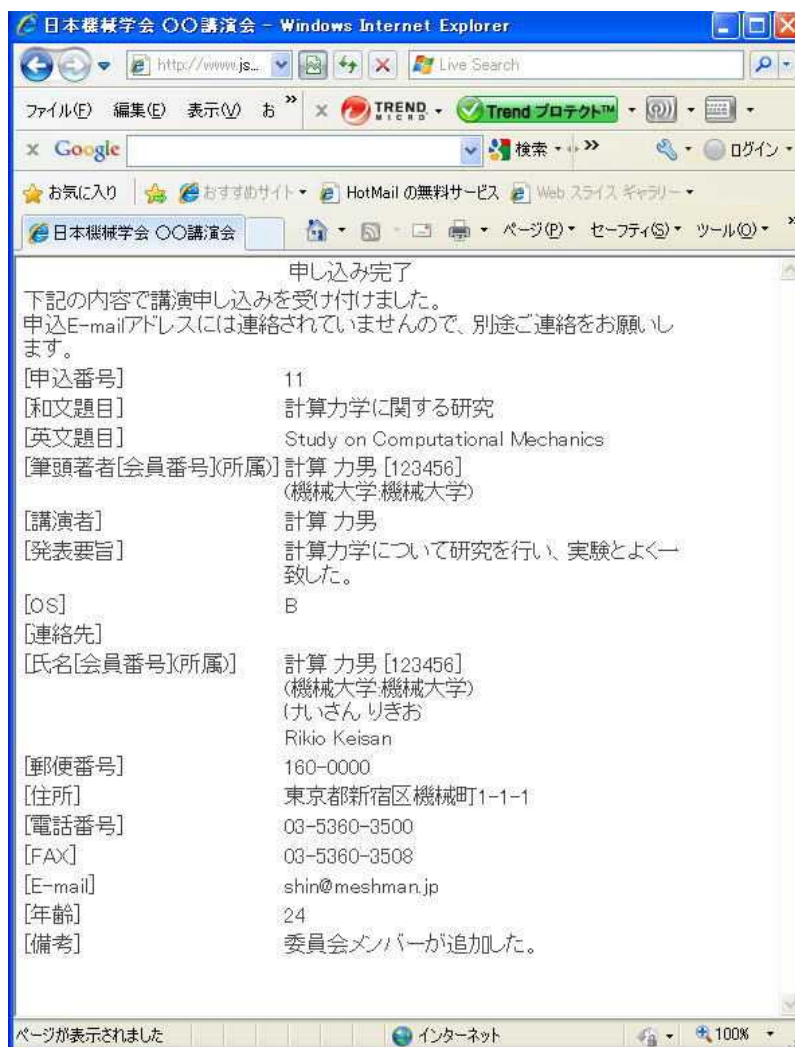 日本機械学会 〇〇講演会 - Windows Internet Explorer
http://www.js... Live Search
ファイル(F) 編集(E) 表示(V) お » x TREND MICRO Trend プロテクト™
x Google 検索 » ログイン
お気に入り おすすめサイト HotMail の無料サービス Web スライス ギャラリー
日本機械学会 〇〇講演会 ページ(P) セーフティ(S) ツール(O) »
申し込み完了
下記の内容で講演申し込みを受け付けました。
申込E-mailアドレスには連絡されていませんので、別途ご連絡をお願いし
ます。
[申込番号] 11
[和文題目] 計算力学に関する研究
[英文題目] Study on Computational Mechanics
[筆頭著者[会員番号](所属)] 計算 力男 [123456]
(機械大学:機械大学)
[講演者] 計算 力男
[発表要旨] 計算力学について研究を行い、実験とよく一
致した。
[OS] B
[連絡先]
[氏名[会員番号](所属)] 計算 力男 [123456]
(機械大学:機械大学)
けいさん りきお
Rikio Keisan
[郵便番号] 160-0000
[住所] 東京都新宿区機械町1-1-1
[電話番号] 03-5360-3500
[FAX] 03-5360-3508
[E-mail] shin@meshman.jp
[年齢] 24
[備考] 委員会メンバーが追加した。
ページが表示されました インターネット 100%